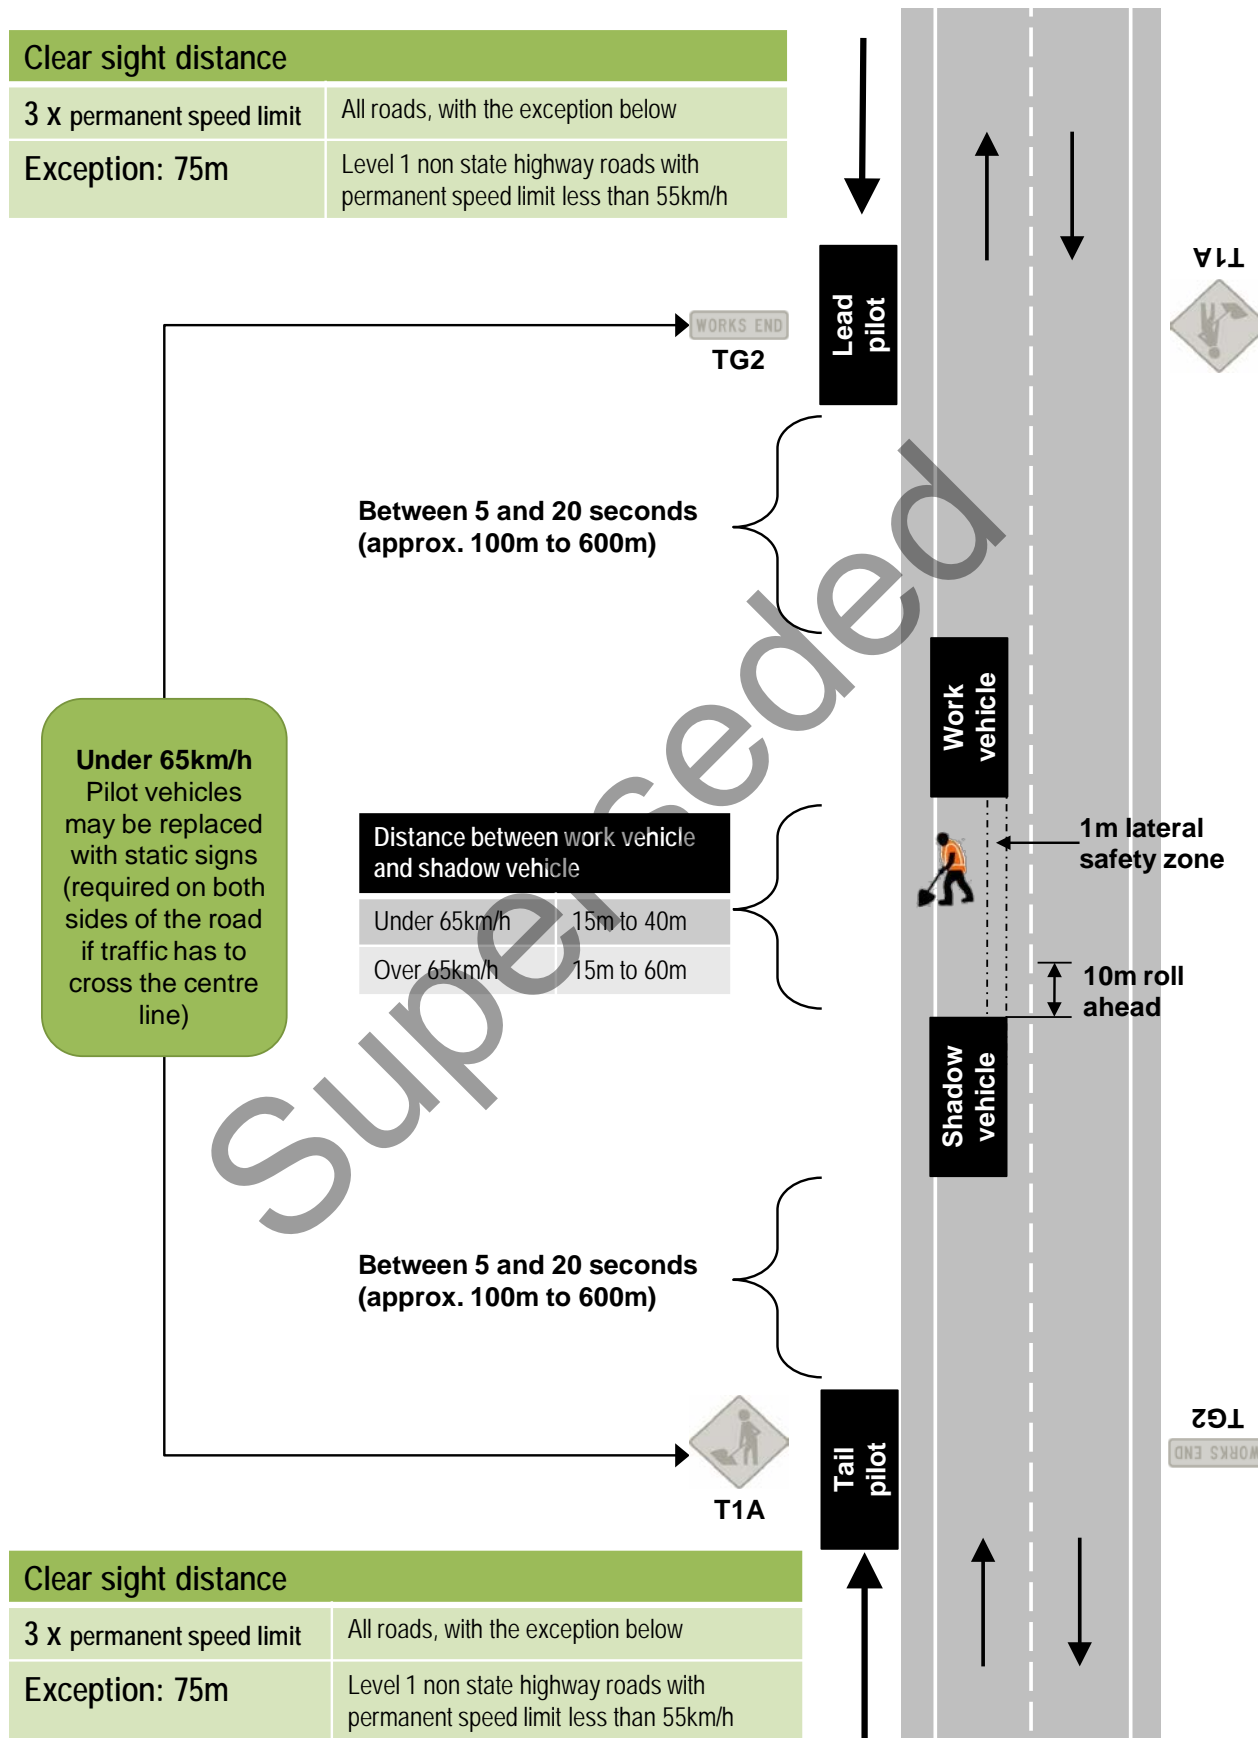 Clear sight distance
3 x permanent speed limit
All roads, with the exception below
Exception: 75m
Level 1 non state highway roads with
permanent speed limit less than 55km/h
T1A
WORKS END
TG2
Lead
pilot
Between 5 and 20 seconds
(approx. 100m to 600m)
Work
vehicle
Under 65km/h
Pilot vehicles
may be replaced
with static signs
(required on both
sides of the road
if traffic has to
cross the centre
line)
Distance between work vehicle
and shadow vehicle
Under 65km/h
15m to 40m
Over 65km/h
15m to 60m
1m lateral
safety zone
10m roll
ahead
Shadow
vehicle
Superseded
Between 5 and 20 seconds
(approx. 100m to 600m)
T1A
Tail
pilot
TG2
WORKS END
Clear sight distance
3 x permanent speed limit
All roads, with the exception below
Exception: 75m
Level 1 non state highway roads with
permanent speed limit less than 55km/h